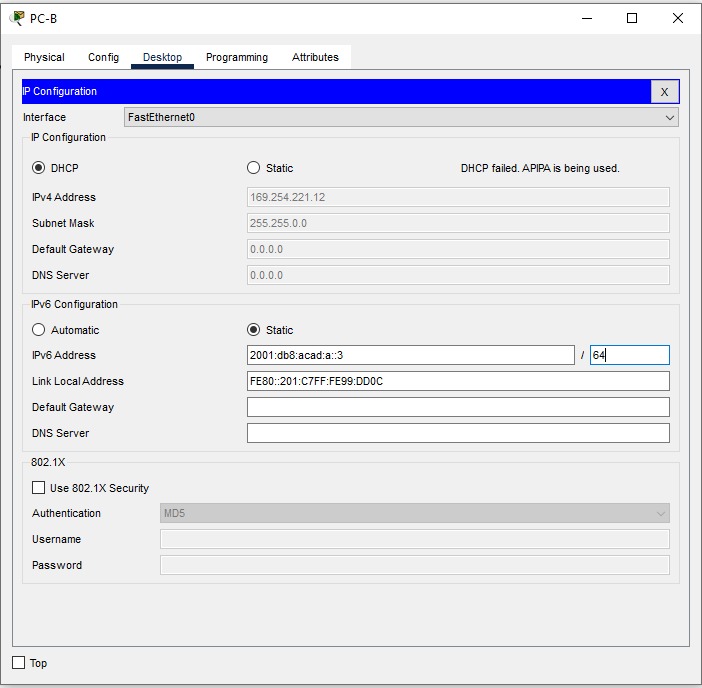 PC-B
Physical Config Desktop Programming Attributes
IP Configuration X
Interface FastEthernet0
IP Configuration
DHCP Static DHCP failed. APIPA is being used.
IPv4 Address 169.254.221.12
Subnet Mask 255.255.0.0
Default Gateway 0.0.0.0
DNS Server 0.0.0.0
IPv6 Configuration
Automatic Static
IPv6 Address 2001:db8:acad:a::3 / 64
Link Local Address FE80::201:C7FF:FE99:DD0C
Default Gateway
DNS Server
802.1X
Use 802.1X Security
Authentication MD5
Username
Password
Top